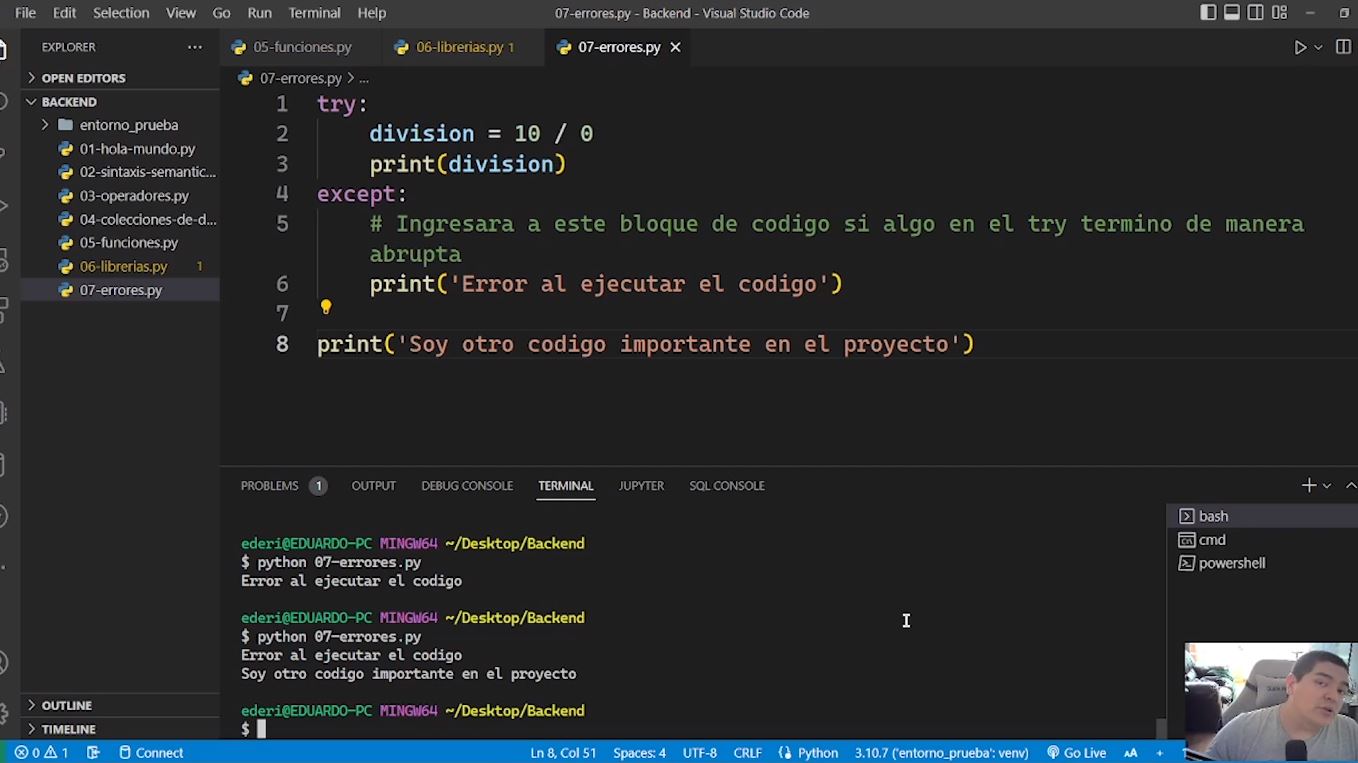 File Edit Selection View Go Run Terminal Help 07-errores.py - Backend - Visual Studio Code
EXPLORER ···
05-funciones.py
06-librerias.py 1
07-errores.py
OPEN EDITORS
BACKEND
entorno_prueba
01-hola-mundo.py
02-sintaxis-semantic...
03-operadores.py
04-colecciones-de-d...
05-funciones.py
06-librerias.py 1
07-errores.py
OUTLINE
TIMELINE
07-errores.py > ...
1 try:
2 division = 10 / 0
3 print(division)
4 except:
5 # Ingresara a este bloque de codigo si algo en el try termino de manera
abrupta
6 print('Error al ejecutar el codigo')
7
8 print('Soy otro codigo importante en el proyecto')
PROBLEMS 1 OUTPUT DEBUG CONSOLE TERMINAL JUPYTER SQL CONSOLE
ederi@EDUARDO-PC MINGW64 ~/Desktop/Backend
$ python 07-errores.py
Error al ejecutar el codigo
ederi@EDUARDO-PC MINGW64 ~/Desktop/Backend
$ python 07-errores.py
Error al ejecutar el codigo
Soy otro codigo importante en el proyecto
ederi@EDUARDO-PC MINGW64 ~/Desktop/Backend
$
bash
cmd
powershell
0 1 Connect Ln 8, Col 51 Spaces: 4 UTF-8 CRLF Python 3.10.7 ('entorno_prueba': venv) Go Live